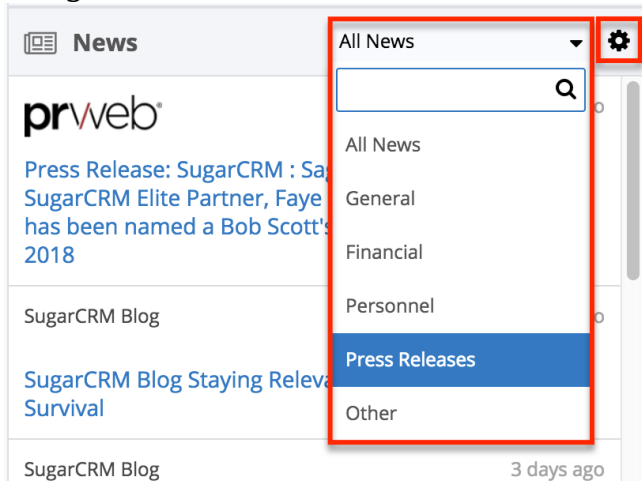 News
All News
prweb
o
All News
Press Release: SugarCRM : Sa
SugarCRM Elite Partner, Faye
General
has been named a Bob Scott's
2018
Financial
Personnel
SugarCRM Blog
o
Press Releases
SugarCRM Blog Staying Releva
Survival
Other
SugarCRM Blog
3 days ago